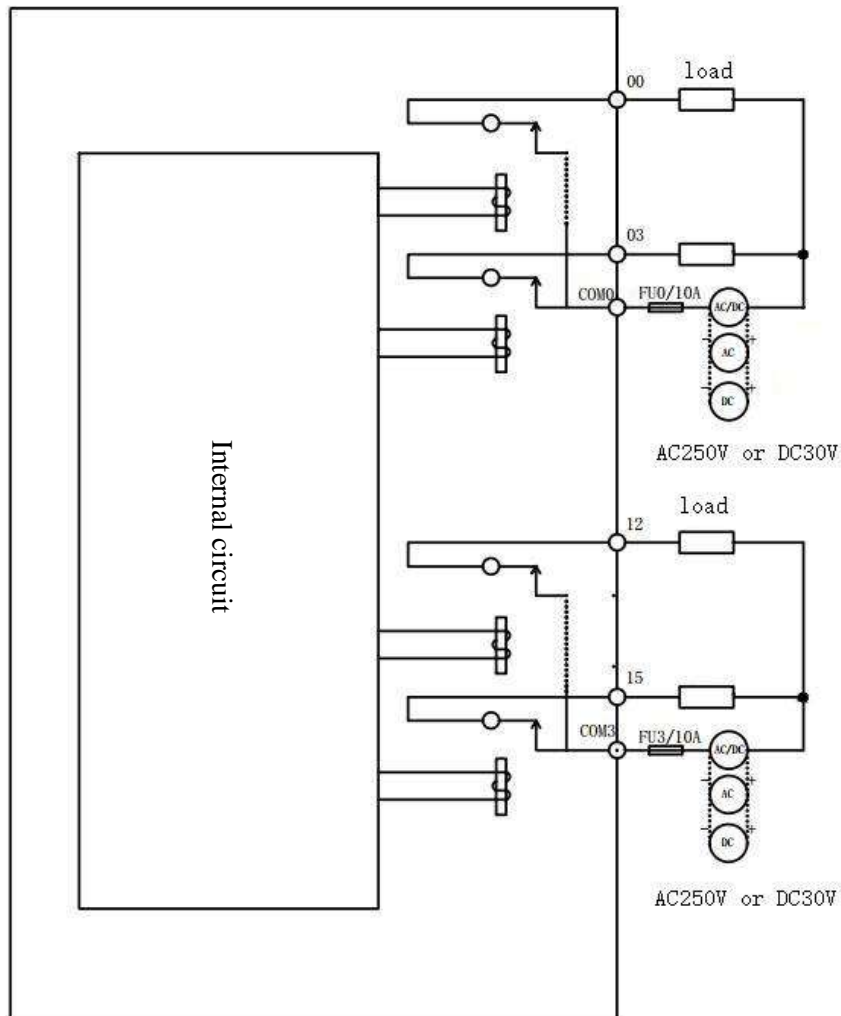 00
load
03
COM0
FU0/10A
AC/DC
- +
AC
- +
DC
AC250V or DC30V
Internal circuit
12
load
15
COM3
FU3/10A
AC/DC
- +
AC
- +
DC
AC250V or DC30V